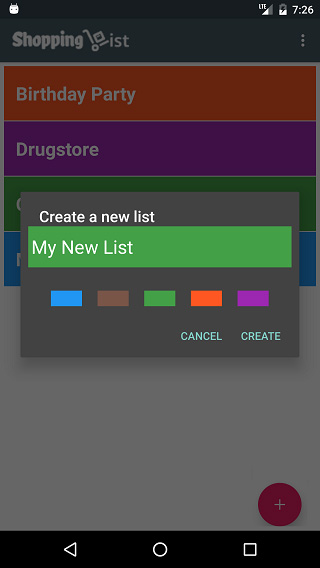 LTE 7:26
Shopping List
Birthday Party
Drugstore
Create a new list
My New List
CANCEL CREATE